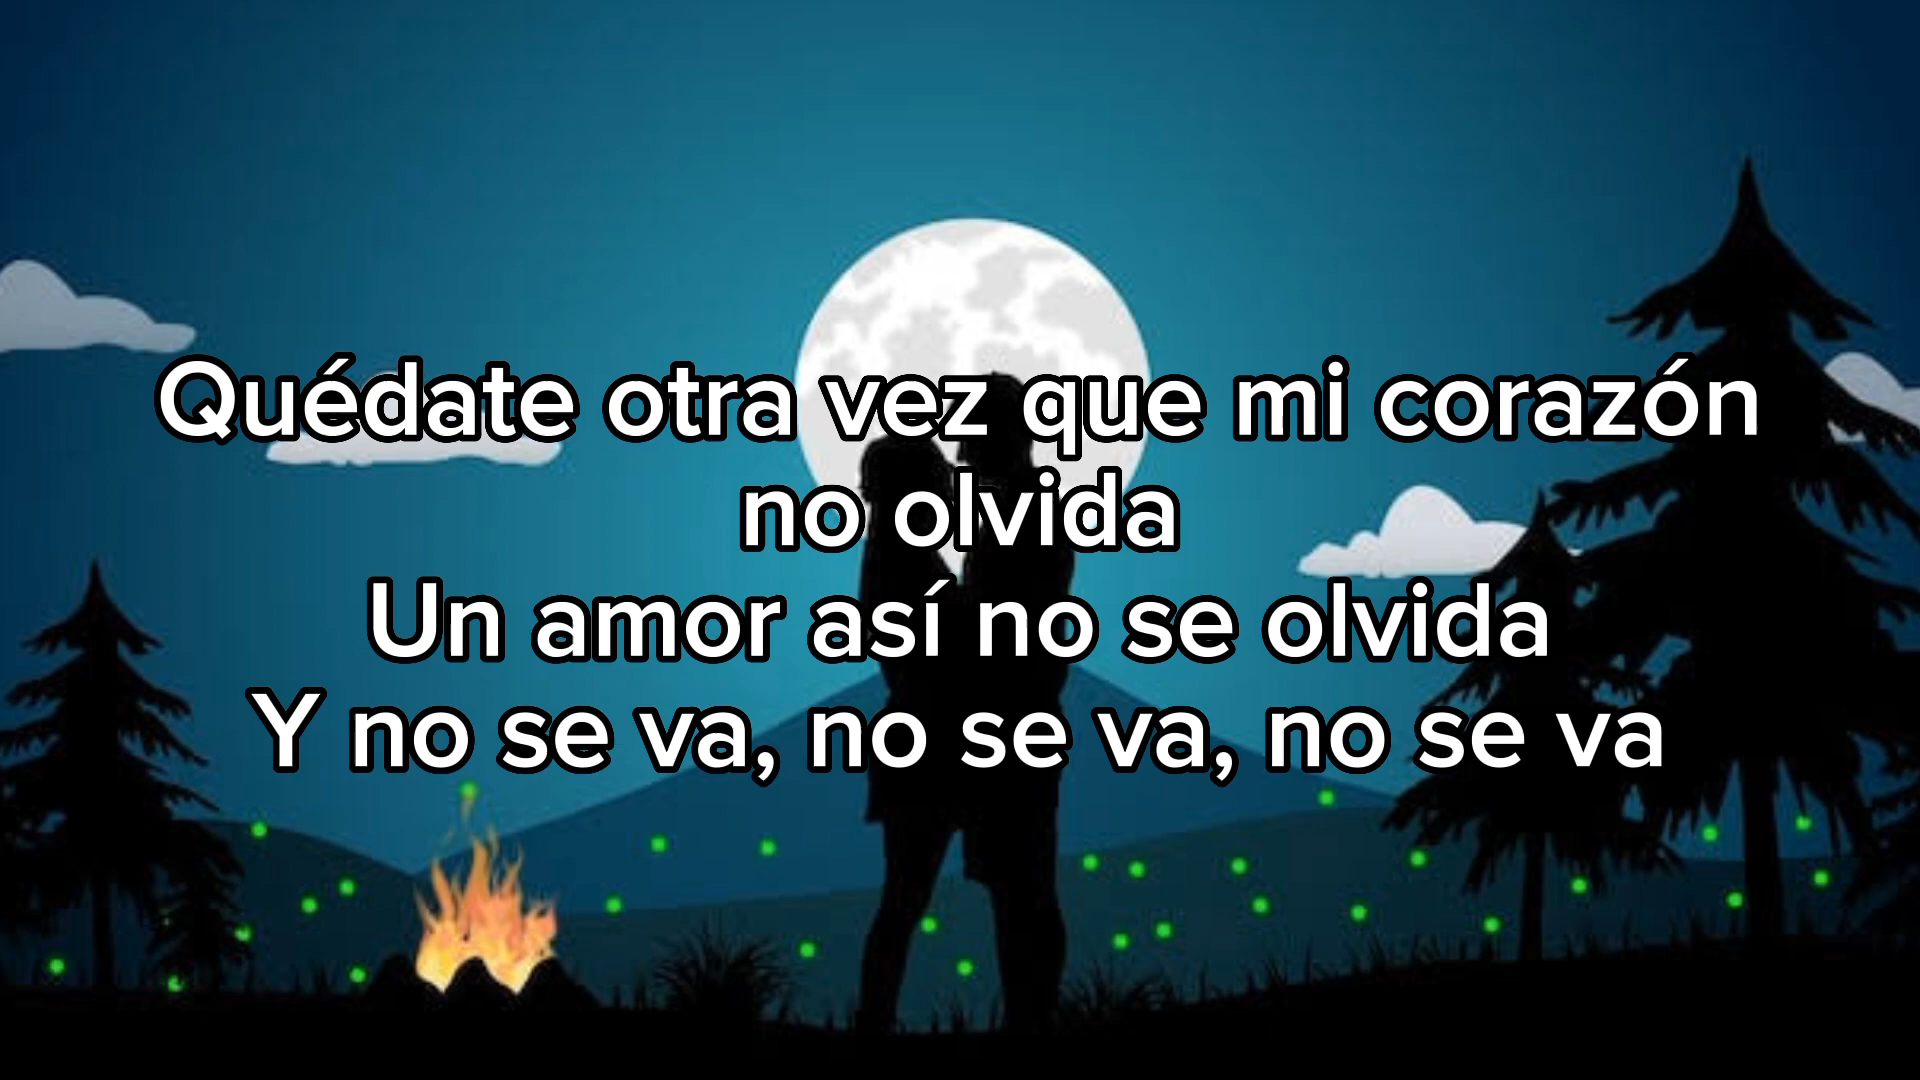 Quédate otra vez que mi corazón
no olvida
Un amor así no se olvida
Y no se va, no se va, no se va